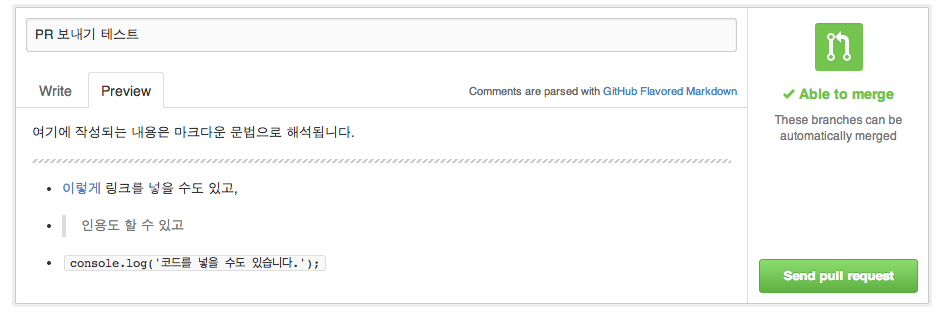 PR 보내기 테스트
Write
Preview
Comments are parsed with GitHub Flavored Markdown
여기에 작성되는 내용은 마크다운 문법으로 해석됩니다.
이렇게 링크를 넣을 수도 있고,
인용도 할 수 있고
console.log('코드를 넣을 수도 있습니다.');
Able to merge
These branches can be
automatically merged
Send pull request